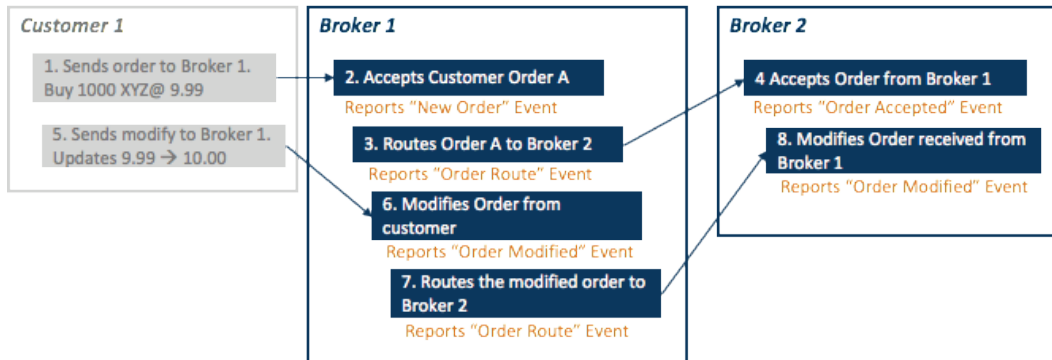 Customer 1
1. Sends order to Broker 1.
Buy 1000 XYZ@ 9.99
5. Sends modify to Broker 1.
Updates 9.99 → 10.00
Broker 1
2. Accepts Customer Order A
Reports "New Order" Event
3. Routes Order A to Broker 2
Reports "Order Route" Event
6. Modifies Order from
customer
Reports "Order Modified" Event
7. Routes the modified order to
Broker 2
Reports "Order Route" Event
Broker 2
4 Accepts Order from Broker 1
Reports "Order Accepted" Event
8. Modifies Order received from
Broker 1
Reports "Order Modified" Event